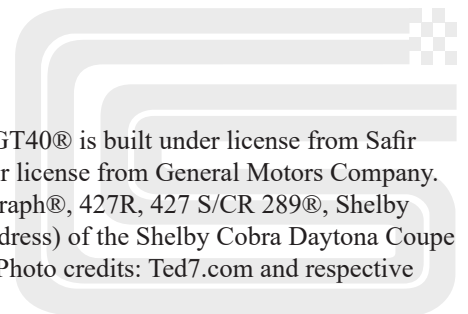 GT40® is built under license from Safir
r license from General Motors Company.
raph®, 427R, 427 S/CR 289®, Shelby
dress) of the Shelby Cobra Daytona Coupe
Photo credits: Ted7.com and respective